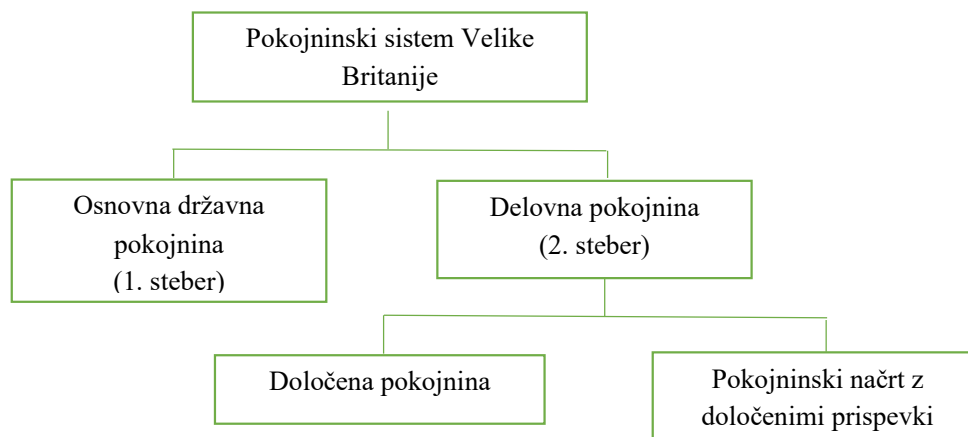 Pokojninski sistem Velike
Britanije
Osnovna državna
pokojnina
(1. steber)
Delovna pokojnina
(2. steber)
Določena pokojnina
Pokojninski načrt z
določenimi prispevki